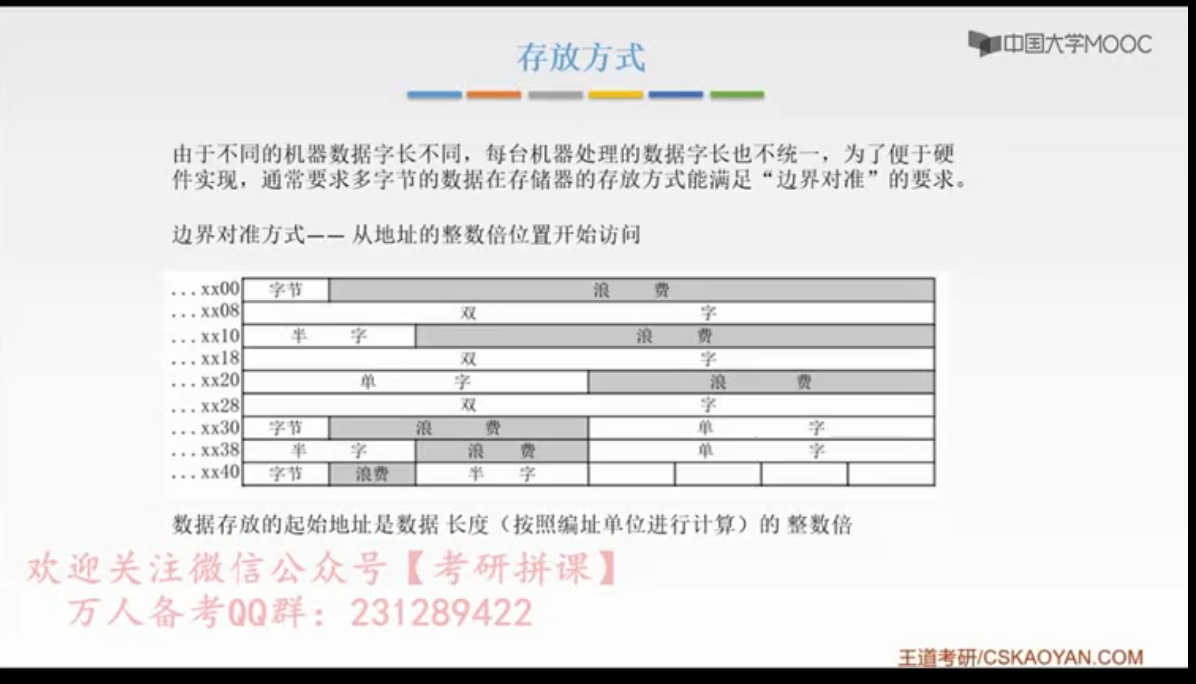 中国大学MOOC
存放方式
由于不同的机器数据字长不同，每台机器处理的数据字长也不统一，为了便于硬
件实现，通常要求多字节的数据在存储器的存放方式能满足“边界对准”的要求。
边界对准方式—— 从地址的整数倍位置开始访问
...xx00 字节 浪 费
...xx08 双 字
...xx10 半 字 浪 费
...xx18 双 字
...xx20 单 字 浪 费
...xx28 双 字
...xx30 字节 浪 费 单 字
...xx38 半 字 浪 费 单 字
...xx40 字节 浪费 半 字
数据存放的起始地址是数据 长度（按照编址单位进行计算）的 整数倍
欢迎关注微信公众号【考研拼课】
万人备考QQ群：231289422
王道考研/CSKAOYAN.COM